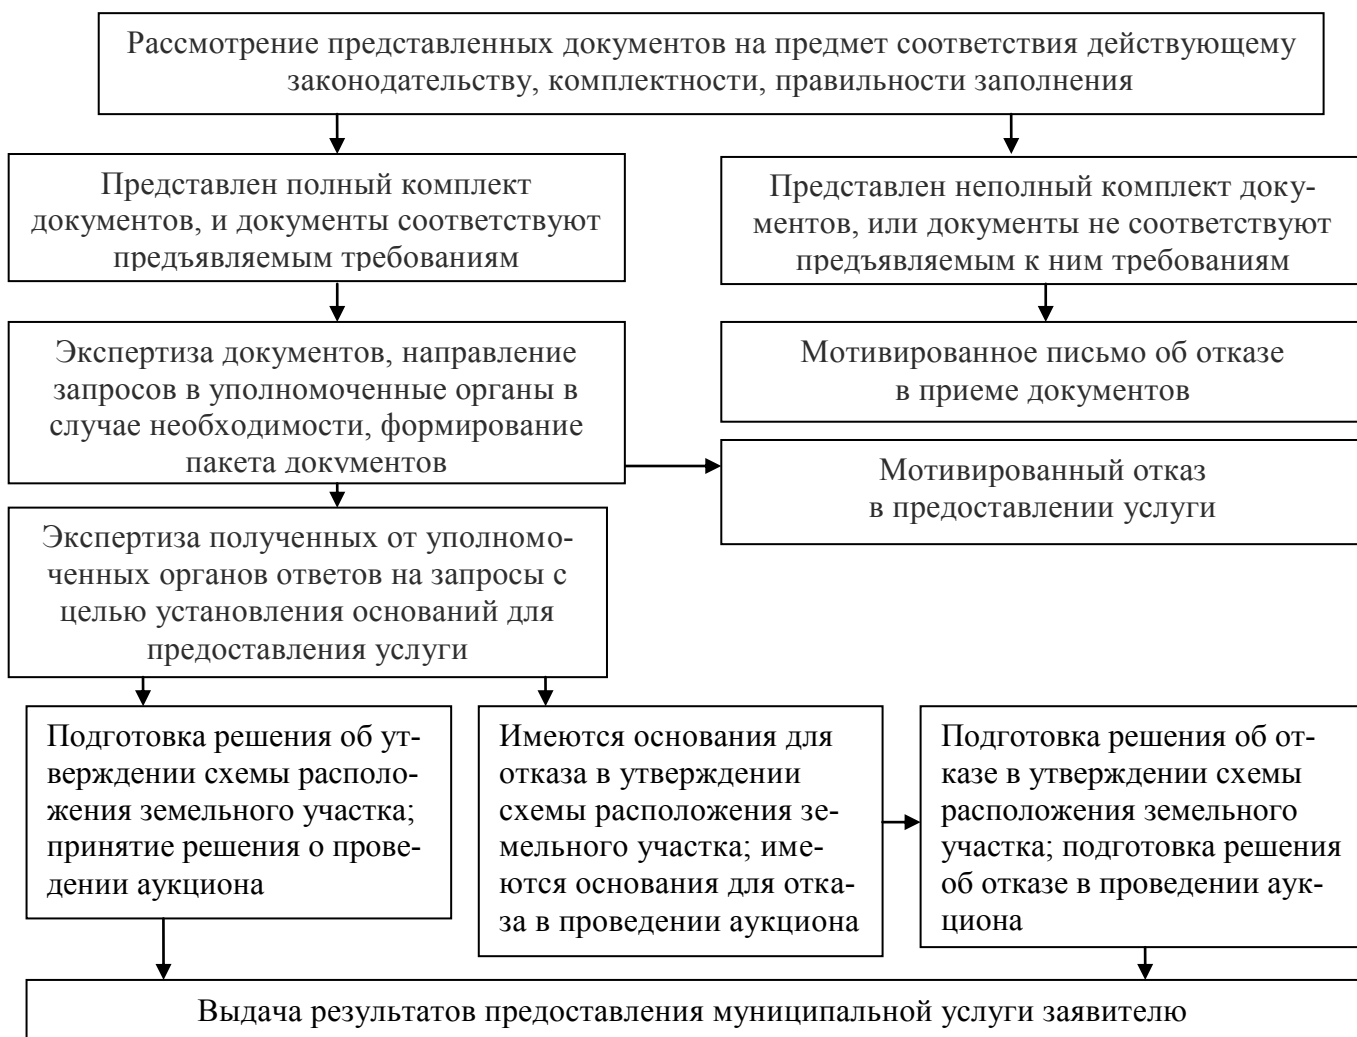 Рассмотрение представленных документов на предмет соответствия действующему
законодательству, комплектности, правильности заполнения
Представлен полный комплект
документов, и документы соответствуют
предъявляемым требованиям
Представлен неполный комплект доку-
ментов, или документы не соответствуют
предъявляемым к ним требованиям
Экспертиза документов, направление
запросов в уполномоченные органы в
случае необходимости, формирование
пакета документов
Мотивированное письмо об отказе
в приеме документов
Мотивированный отказ
в предоставлении услуги
Экспертиза полученных от уполномо-
ченных органов ответов на запросы с
целью установления оснований для
предоставления услуги
Подготовка решения об ут-
верждении схемы располо-
жения земельного участка;
принятие решения о прове-
дении аукциона
Имеются основания для
отказа в утверждении
схемы расположения зе-
мельного участка; име-
ются основания для отка-
за в проведении аукциона
Подготовка решения об от-
казе в утверждении схемы
расположения земельного
участка; подготовка решения
об отказе в проведении аук-
циона
Выдача результатов предоставления муниципальной услуги заявителю